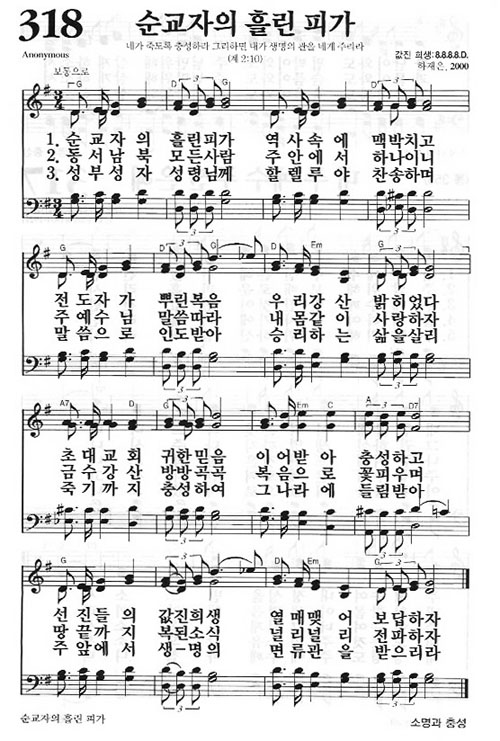 318 순교자의 흘린 피가
네가 죽도록 충성하라 그리하면 내가 생명의 관을 네게 주리라
(계 2:10)
Anonymous
값진 희생:8.8.8.8.D.
하재은, 2000
보통으로
G D G D G
1. 순 교 자 의 흘린피가 역 사 속 에 맥박치고
2. 동 서 남 북 모든사람 주 안 에 서 하나이니
3. 성 부 성 자 성령님께 할 렐 루 야 찬송하며
G D G D Em G
전 도 자 가 뿌린복음 우 리 강 산 밝히었다
주 예 수 님 말씀따라 내 몸 같 이 사랑하자
말 씀 으 로 인도받아 승 리 하 는 삶을살리
A7 D G Em C A D7
초 대 교 회 귀한믿음 이 어 받 아 충성하고
금 수 강 산 방방곡곡 복 음 으 로 꽃피우며
죽 기 까 지 충성하여 그 나 라 에 들림받아
G D G D Em G
선 진 들 의 값진희생 열 매 맺 어 보답하자
땅 끝 까 지 복된소식 널 리 널 리 전파하자
주 앞 에 서 생-명의 면 류 관 을 받으리라
순교자의 흘린 피가
소명과 충성